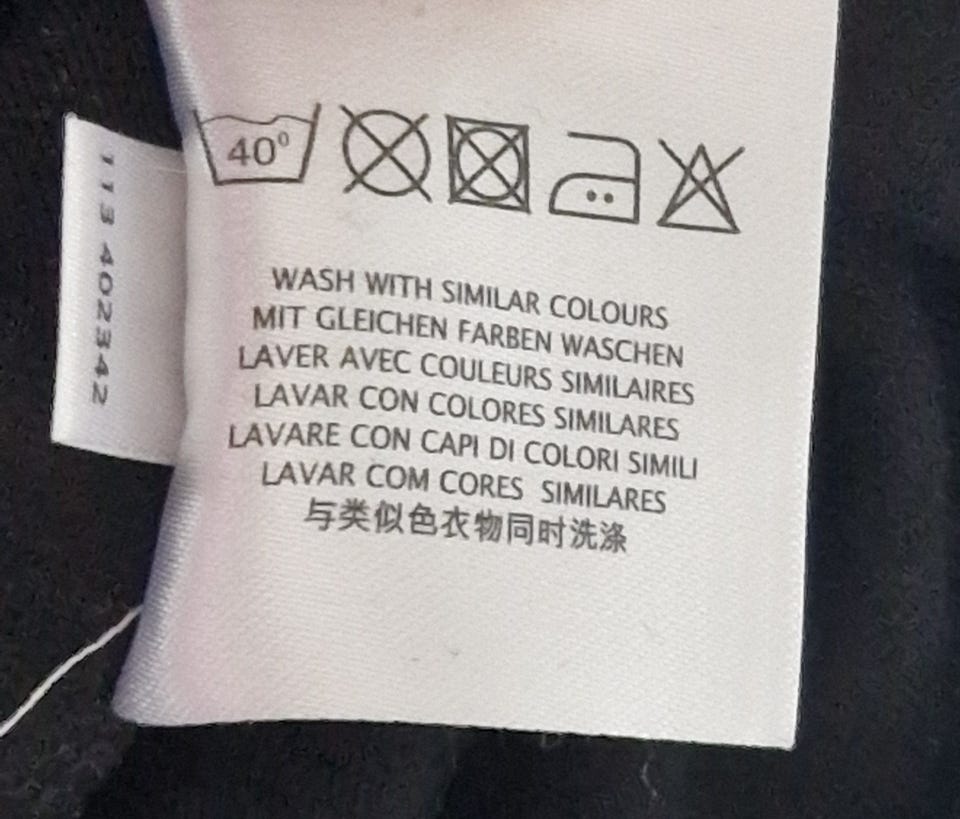 40°
WASH WITH SIMILAR COLOURS
MIT GLEICHEN FARBEN WASCHEN
LAVER AVEC COULEURS SIMILAIRES
LAVAR CON COLORES SIMILARES
LAVARE CON CAPI DI COLORI SIMILI
LAVAR COM CORES SIMILARES
与类似色衣物同时洗涤
113 402342